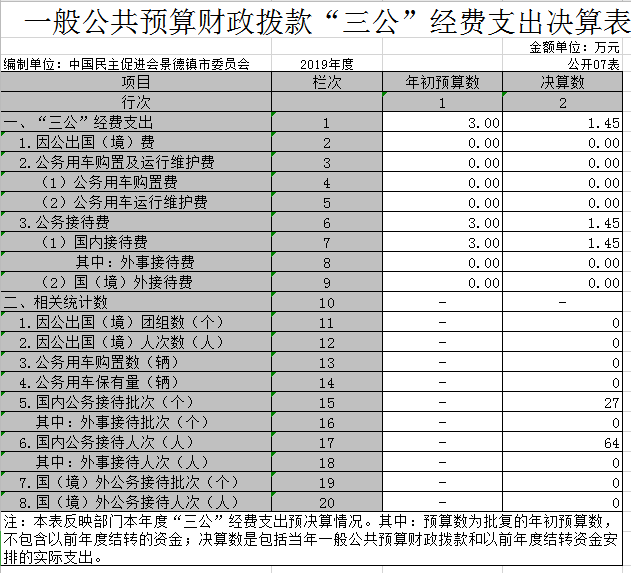 一般公共预算财政拨款“三公”经费支出决算表
金额单位：万元
编制单位：中国民主促进会景德镇市委员会 2019年度 公开07表
项目 栏次 年初预算数 决算数
行次 1 2
一、“三公”经费支出 1 3.00 1.45
1.因公出国（境）费 2 0.00 0.00
2.公务用车购置及运行维护费 3 0.00 0.00
（1）公务用车购置费 4 0.00 0.00
（2）公务用车运行维护费 5 0.00 0.00
3.公务接待费 6 3.00 1.45
（1）国内接待费 7 3.00 1.45
其中：外事接待费 8 0.00 0.00
（2）国（境）外接待费 9 0.00 0.00
二、相关统计数 10 － －
1.因公出国（境）团组数（个） 11 － 0
2.因公出国（境）人次数（人） 12 － 0
3.公务用车购置数（辆） 13 － 0
4.公务用车保有量（辆） 14 － 0
5.国内公务接待批次（个） 15 － 27
其中：外事接待批次（个） 16 － 0
6.国内公务接待人次（人） 17 － 64
其中：外事接待人次（人） 18 － 0
7.国（境）外公务接待批次（个） 19 － 0
8.国（境）外公务接待人次（人） 20 － 0
注：本表反映部门本年度“三公”经费支出预决算情况。其中：预算数为批复的年初预算数，
不包含以前年度结转的资金；决算数是包括当年一般公共预算财政拨款和以前年度结转资金安
排的实际支出。